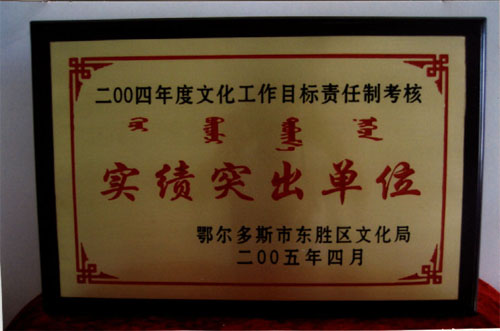 二00四年度文化工作目标责任制考核
实绩突出单位
鄂尔多斯市东胜区文化局
二00五年四月